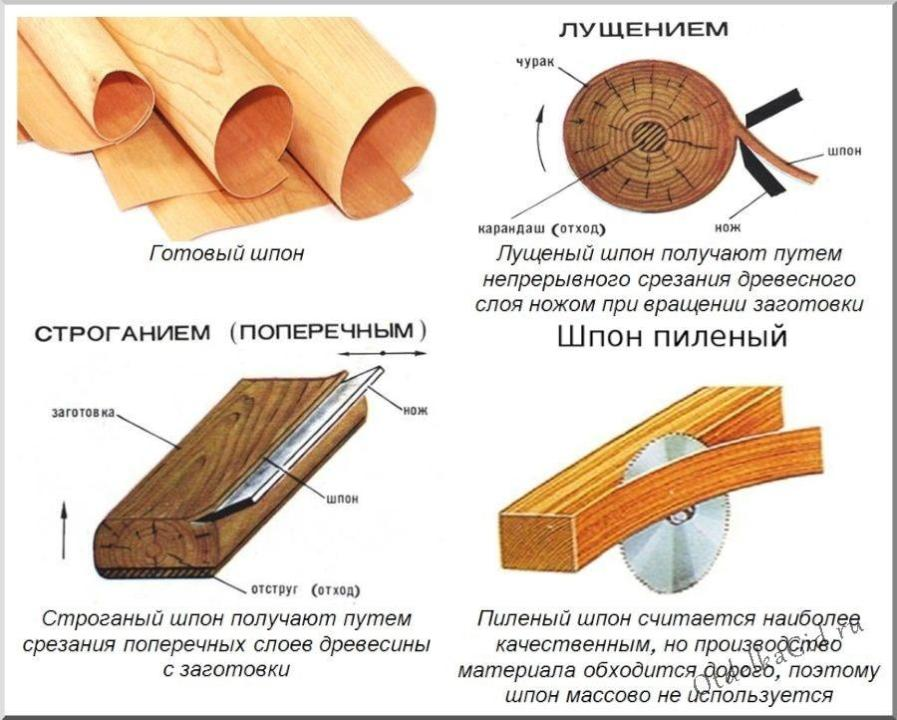 Готовый шпон
ЛУЩЕНИЕМ
чурак
шпон
карандаш (отход)
нож
Лущеный шпон получают путем
непрерывного срезания древесного
слоя ножом при вращении заготовки
СТРОГАНИЕМ (ПОПЕРЕЧНЫМ)
заготовка
нож
шпон
отструг (отход)
Строганый шпон получают путем
срезания поперечных слоев древесины
с заготовки
Шпон пиленый
Пиленый шпон считается наиболее
качественным, но производство
материала обходится дорого, поэтому
шпон массово не используется
OtdelkaGid.ru